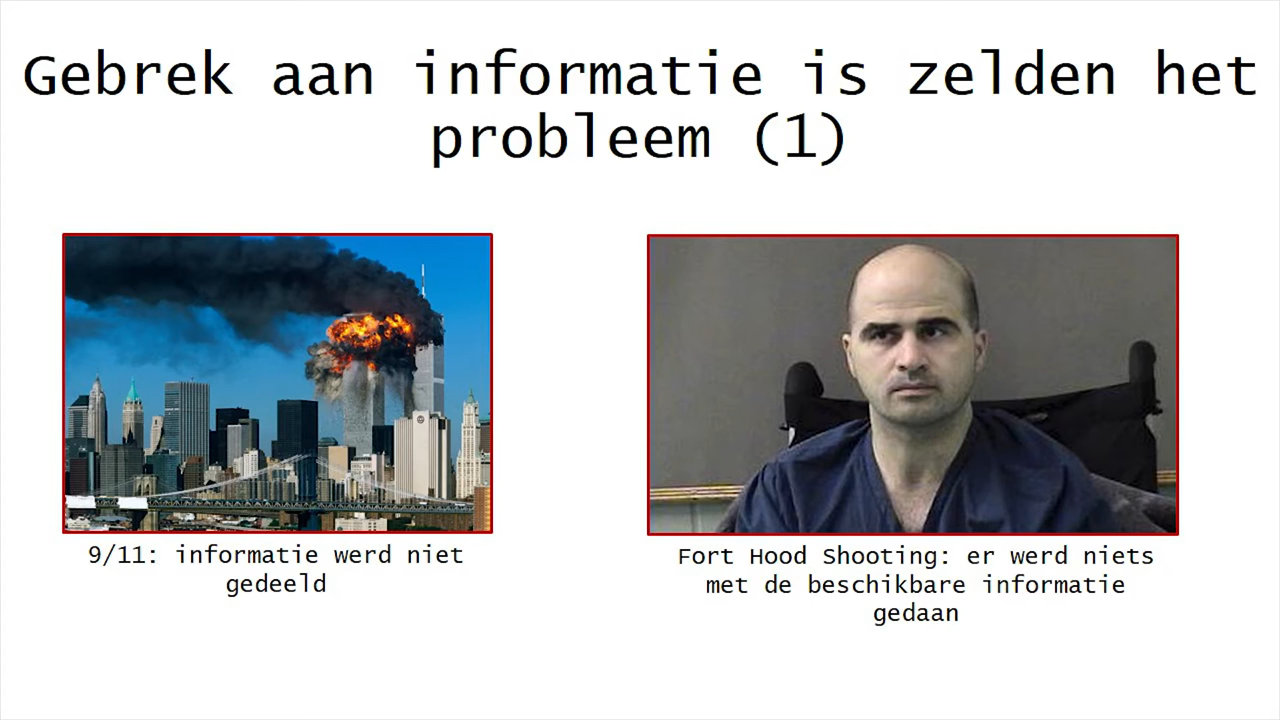 Gebrek aan informatie is zelden het
probleem (1)
9/11: informatie werd niet
gedeeld
Fort Hood Shooting: er werd niets
met de beschikbare informatie
gedaan